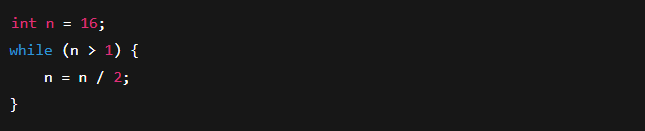 int n = 16;
while (n > 1) {
    n = n / 2;
}